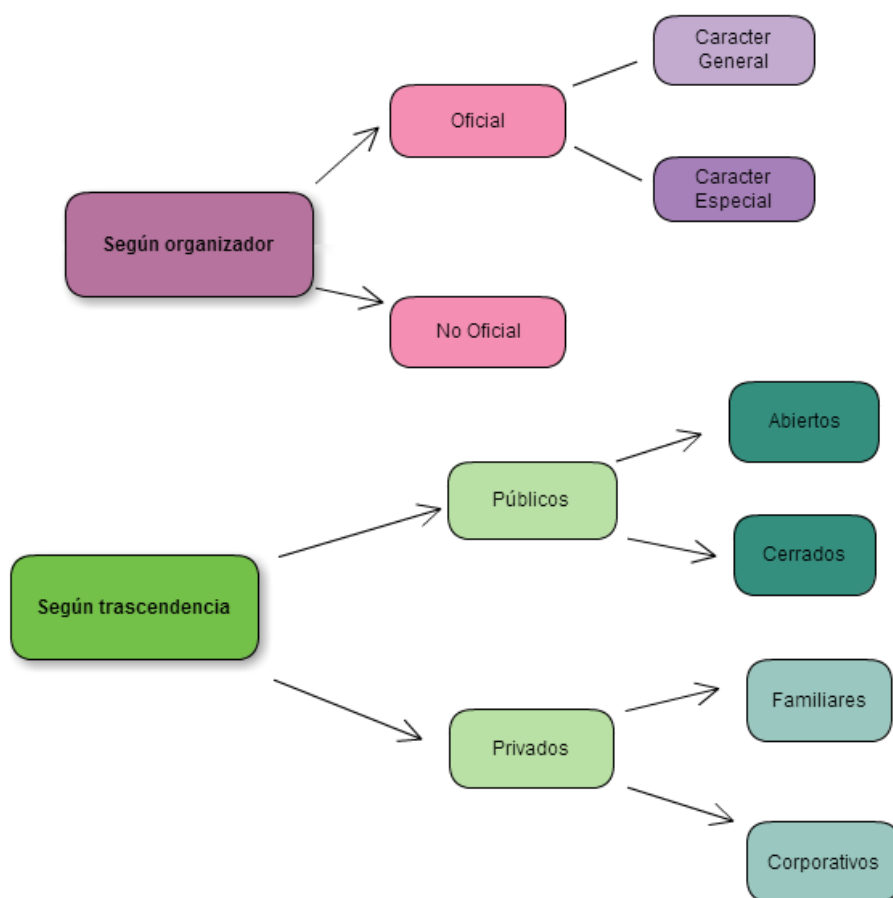 Caracter
General
Oficial
Caracter
Especial
Según organizador
No Oficial
Abiertos
Públicos
Cerrados
Según trascendencia
Familiares
Privados
Corporativos